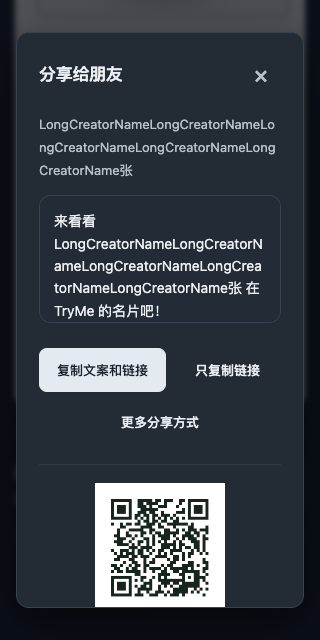 分享给朋友
×
LongCreatorNameLongCreatorNameLo
ngCreatorNameLongCreatorNameLong
CreatorName张
来看看
LongCreatorNameLongCreatorN
ameLongCreatorNameLongCrea
torNameLongCreatorName张 在
TryMe 的名片吧！
复制文案和链接 只复制链接
更多分享方式